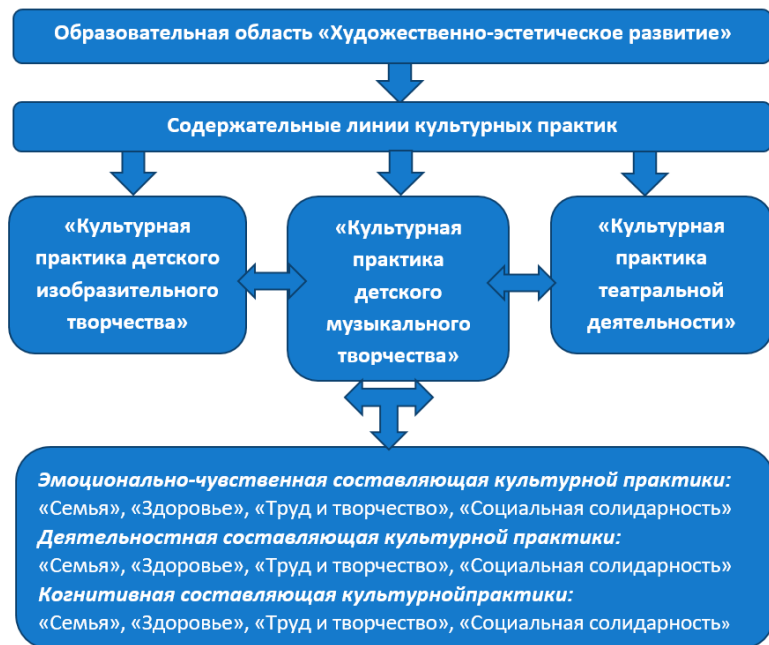 Образовательная область «Художественно-эстетическое развитие»
Содержательные линии культурных практик
«Культурная
практика детского
изобразительного
творчества»
«Культурная
практика
детского
музыкального
творчества»
«Культурная
практика
театральной
деятельности»
Эмоционально-чувственная составляющая культурной практики:
«Семья», «Здоровье», «Труд и творчество», «Социальная солидарность»
Деятельностная составляющая культурной практики:
«Семья», «Здоровье», «Труд и творчество», «Социальная солидарность»
Когнитивная составляющая культурнойпрактики:
«Семья», «Здоровье», «Труд и творчество», «Социальная солидарность»